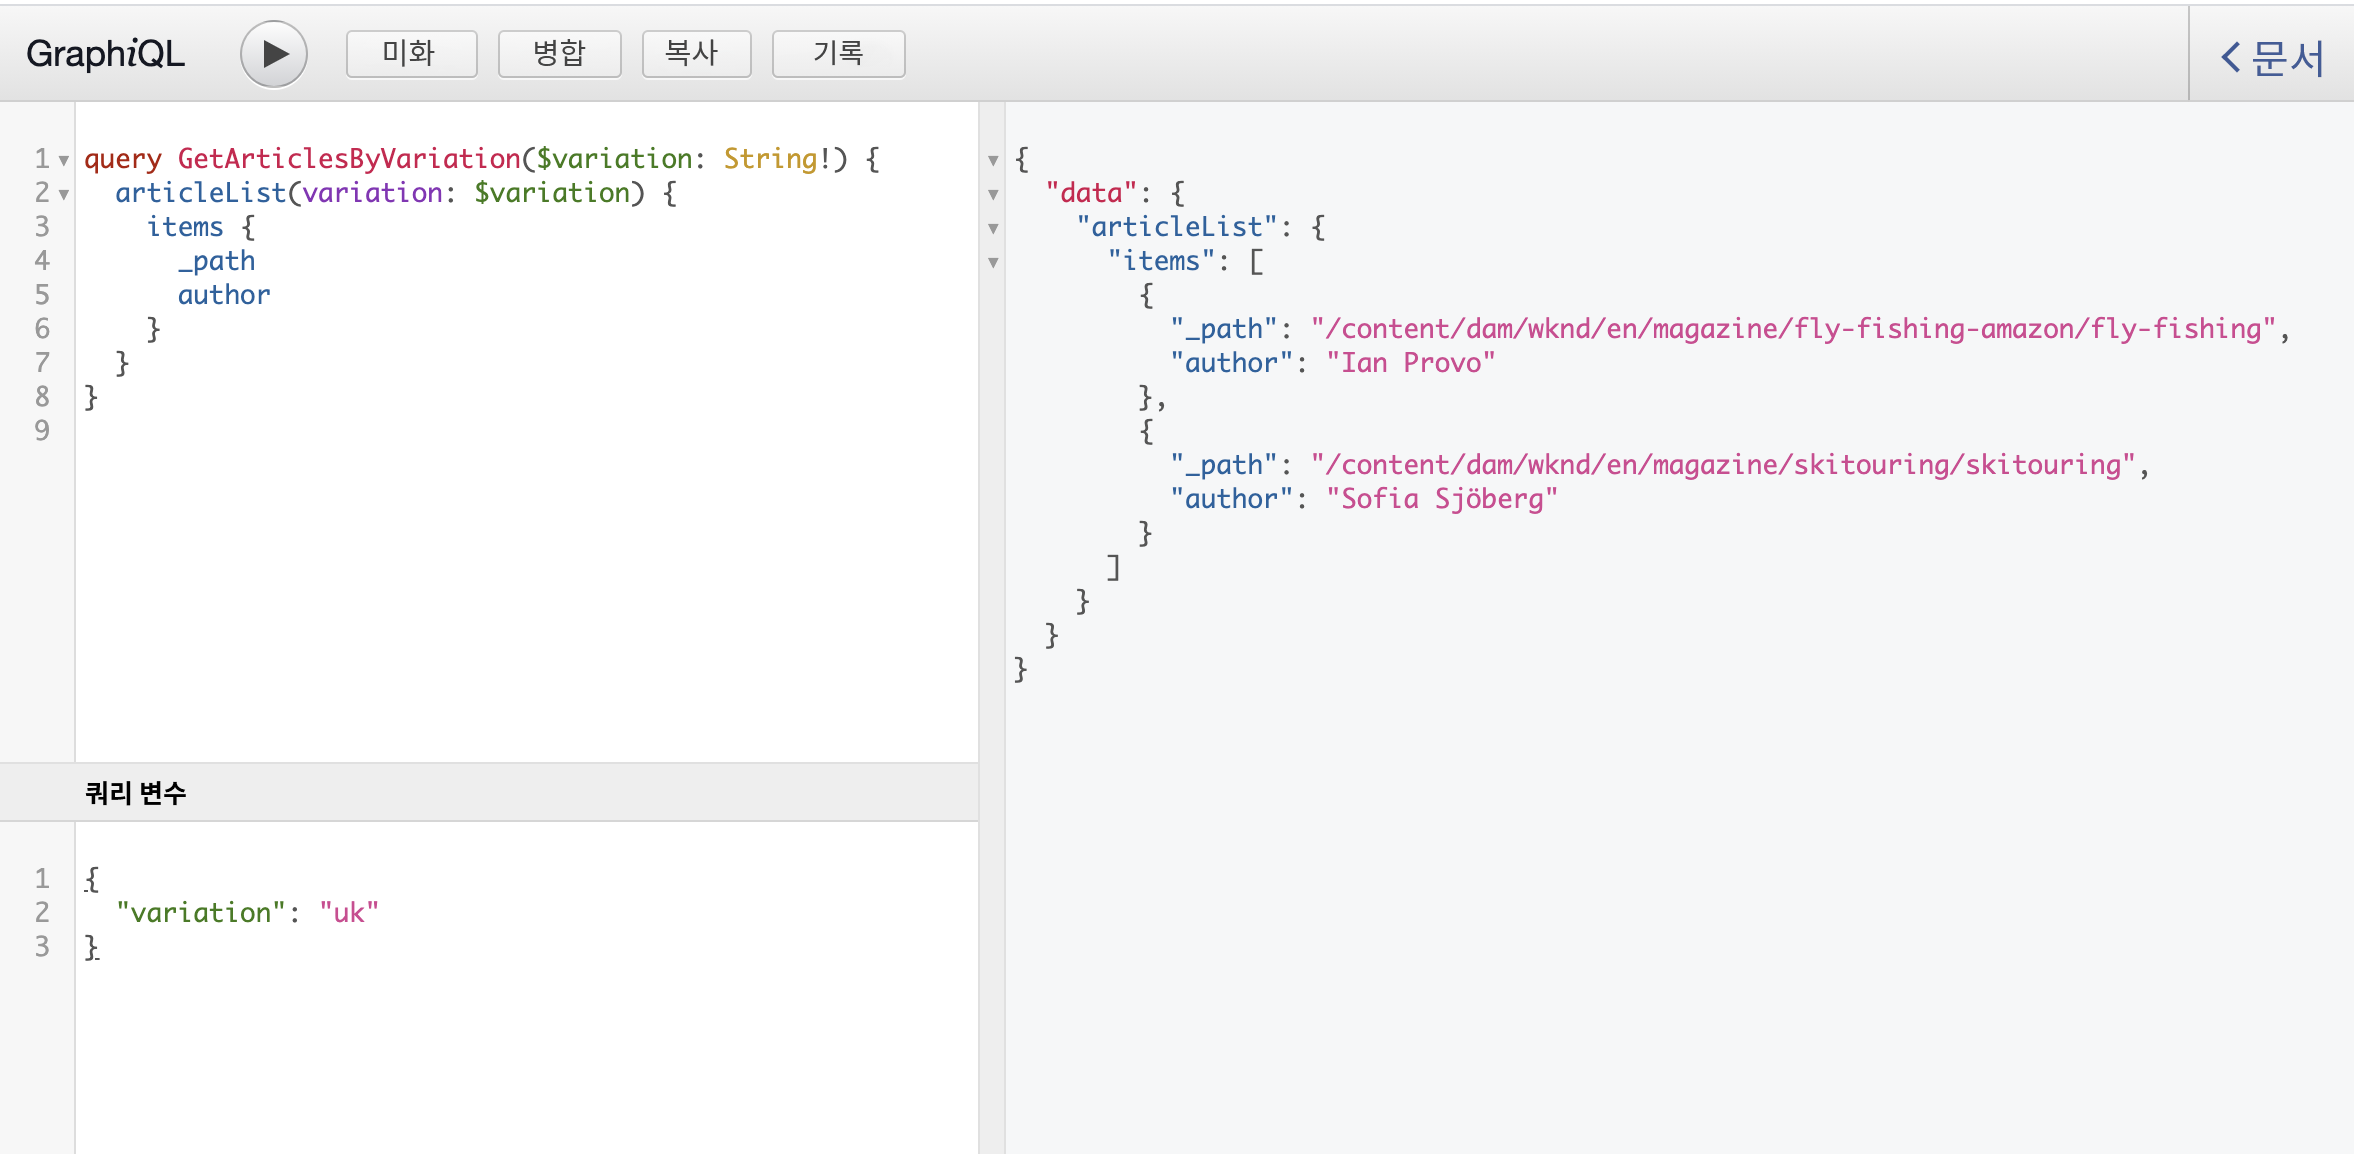 GraphiQL 미화 병합 복사 기록 < 문서
1 query GetArticlesByVariation($variation: String!) {
2   articleList(variation: $variation) {
3     items {
4       _path
5       author
6     }
7   }
8 }
9
쿼리 변수
1 {
2   "variation": "uk"
3 }
{
  "data": {
    "articleList": {
      "items": [
        {
          "_path": "/content/dam/wknd/en/magazine/fly-fishing-amazon/fly-fishing",
          "author": "Ian Provo"
        },
        {
          "_path": "/content/dam/wknd/en/magazine/skitouring/skitouring",
          "author": "Sofia Sjöberg"
        }
      ]
    }
  }
}